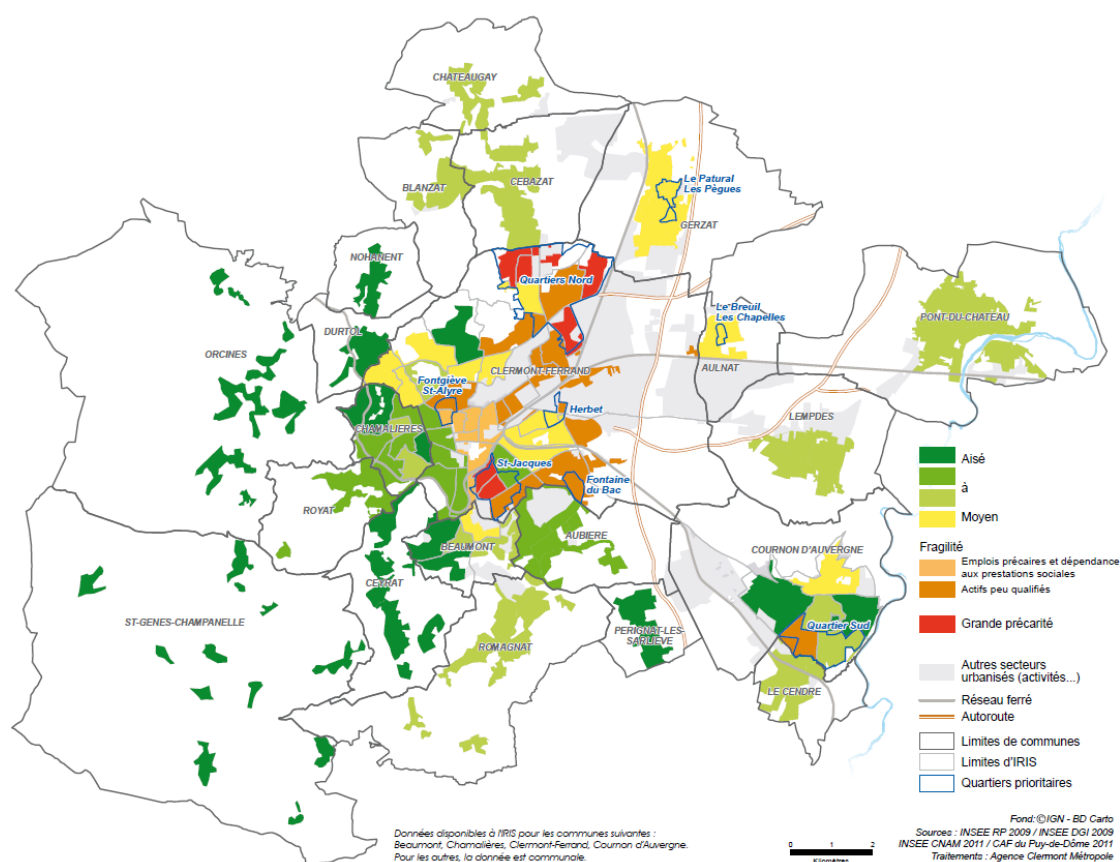 CHATEAUGAY
BLANZAT
CEBAZAT
Le Patural
Les Pègues
GERZAT
NOHANENT
Quartiers Nord
Le Breuil
Les Chapelles
PONT-DU-CHATEAU
DURTOL
ORCINES
AULNAT
CLERMONT-FERRAND
Fontgiève
St-Alyre
Herbet
LEMPDES
CHAMALIERES
St-Jacques
Fontaine
du Bac
ROYAT
AUBIERE
BEAUMONT
COURNON D'AUVERGNE
CEYRAT
ST-GENES-CHAMPANELLE
Quartier Sud
PERIGNAT-LES-
SARLIEVE
ROMAGNAT
LE CENDRE
Aisé
à
Moyen
Fragilité
Emplois précaires et dépendance
aux prestations sociales
Actifs peu qualifiés
Grande précarité
Autres secteurs
urbanisés (activités...)
Réseau ferré
Autoroute
Limites de communes
Limites d'IRIS
Quartiers prioritaires
Données disponibles à l'IRIS pour les communes suivantes :
Beaumont, Chamalières, Clermont-Ferrand, Cournon d'Auvergne.
Pour les autres, la donnée est communale.
0 1 2
Kilomètres
Fond:©IGN - BD Carto
Sources : INSEE RP 2009 / INSEE DGI 2009
INSEE CNAM 2011 / CAF du Puy-de-Dôme 2011
Traitements : Agence Clermont Métropole